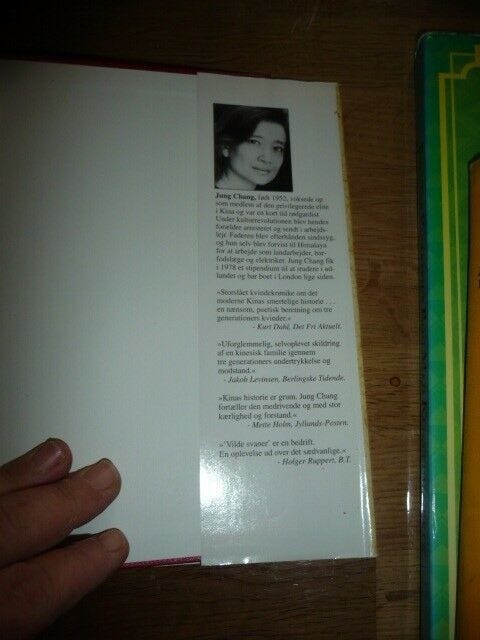 Jung Chang, født 1952, voksede op
som medlem af den privilegerede elite
i Kina og var en kort tid rødgardist.
Under kulturrevolutionen blev hendes
forældre arresteret og sendt i arbejds-
lejr. Faderen blev efterhånden sindssyg,
og hun selv blev forvist til Himalaya
for at arbejde som landarbejder, bar-
fodslæge og elektriker. Jung Chang fik
i 1978 et stipendium til at studere i ud-
landet og har boet i London lige siden.
»Storslået kvindekrønike om det
moderne Kinas smertelige historie . . .
en nænsom, poetisk beretning om tre
generationers kvinder.«
- Kurt Dahl, Det Fri Aktuelt.
»Uforglemmelig, selvoplevet skildring
af en kinesisk familie igennem
tre generationers undertrykkelse og
modstand.«
- Jakob Levinsen, Berlingske Tidende.
»Kinas historie er grum. Jung Chang
fortæller den medrivende og med stor
kærlighed og forstand.«
- Mette Holm, Jyllands-Posten.
»'Vilde svaner' er en bedrift.
En oplevelse ud over det sædvanlige.«
- Holger Ruppert, B.T.